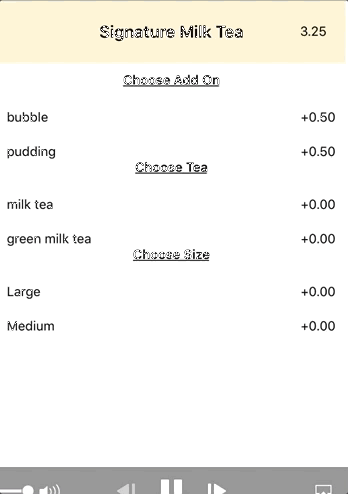 Signature Milk Tea 3.25
Choose Add On
bubble +0.50
pudding +0.50
Choose Tea
milk tea +0.00
green milk tea +0.00
Choose Size
Large +0.00
Medium +0.00